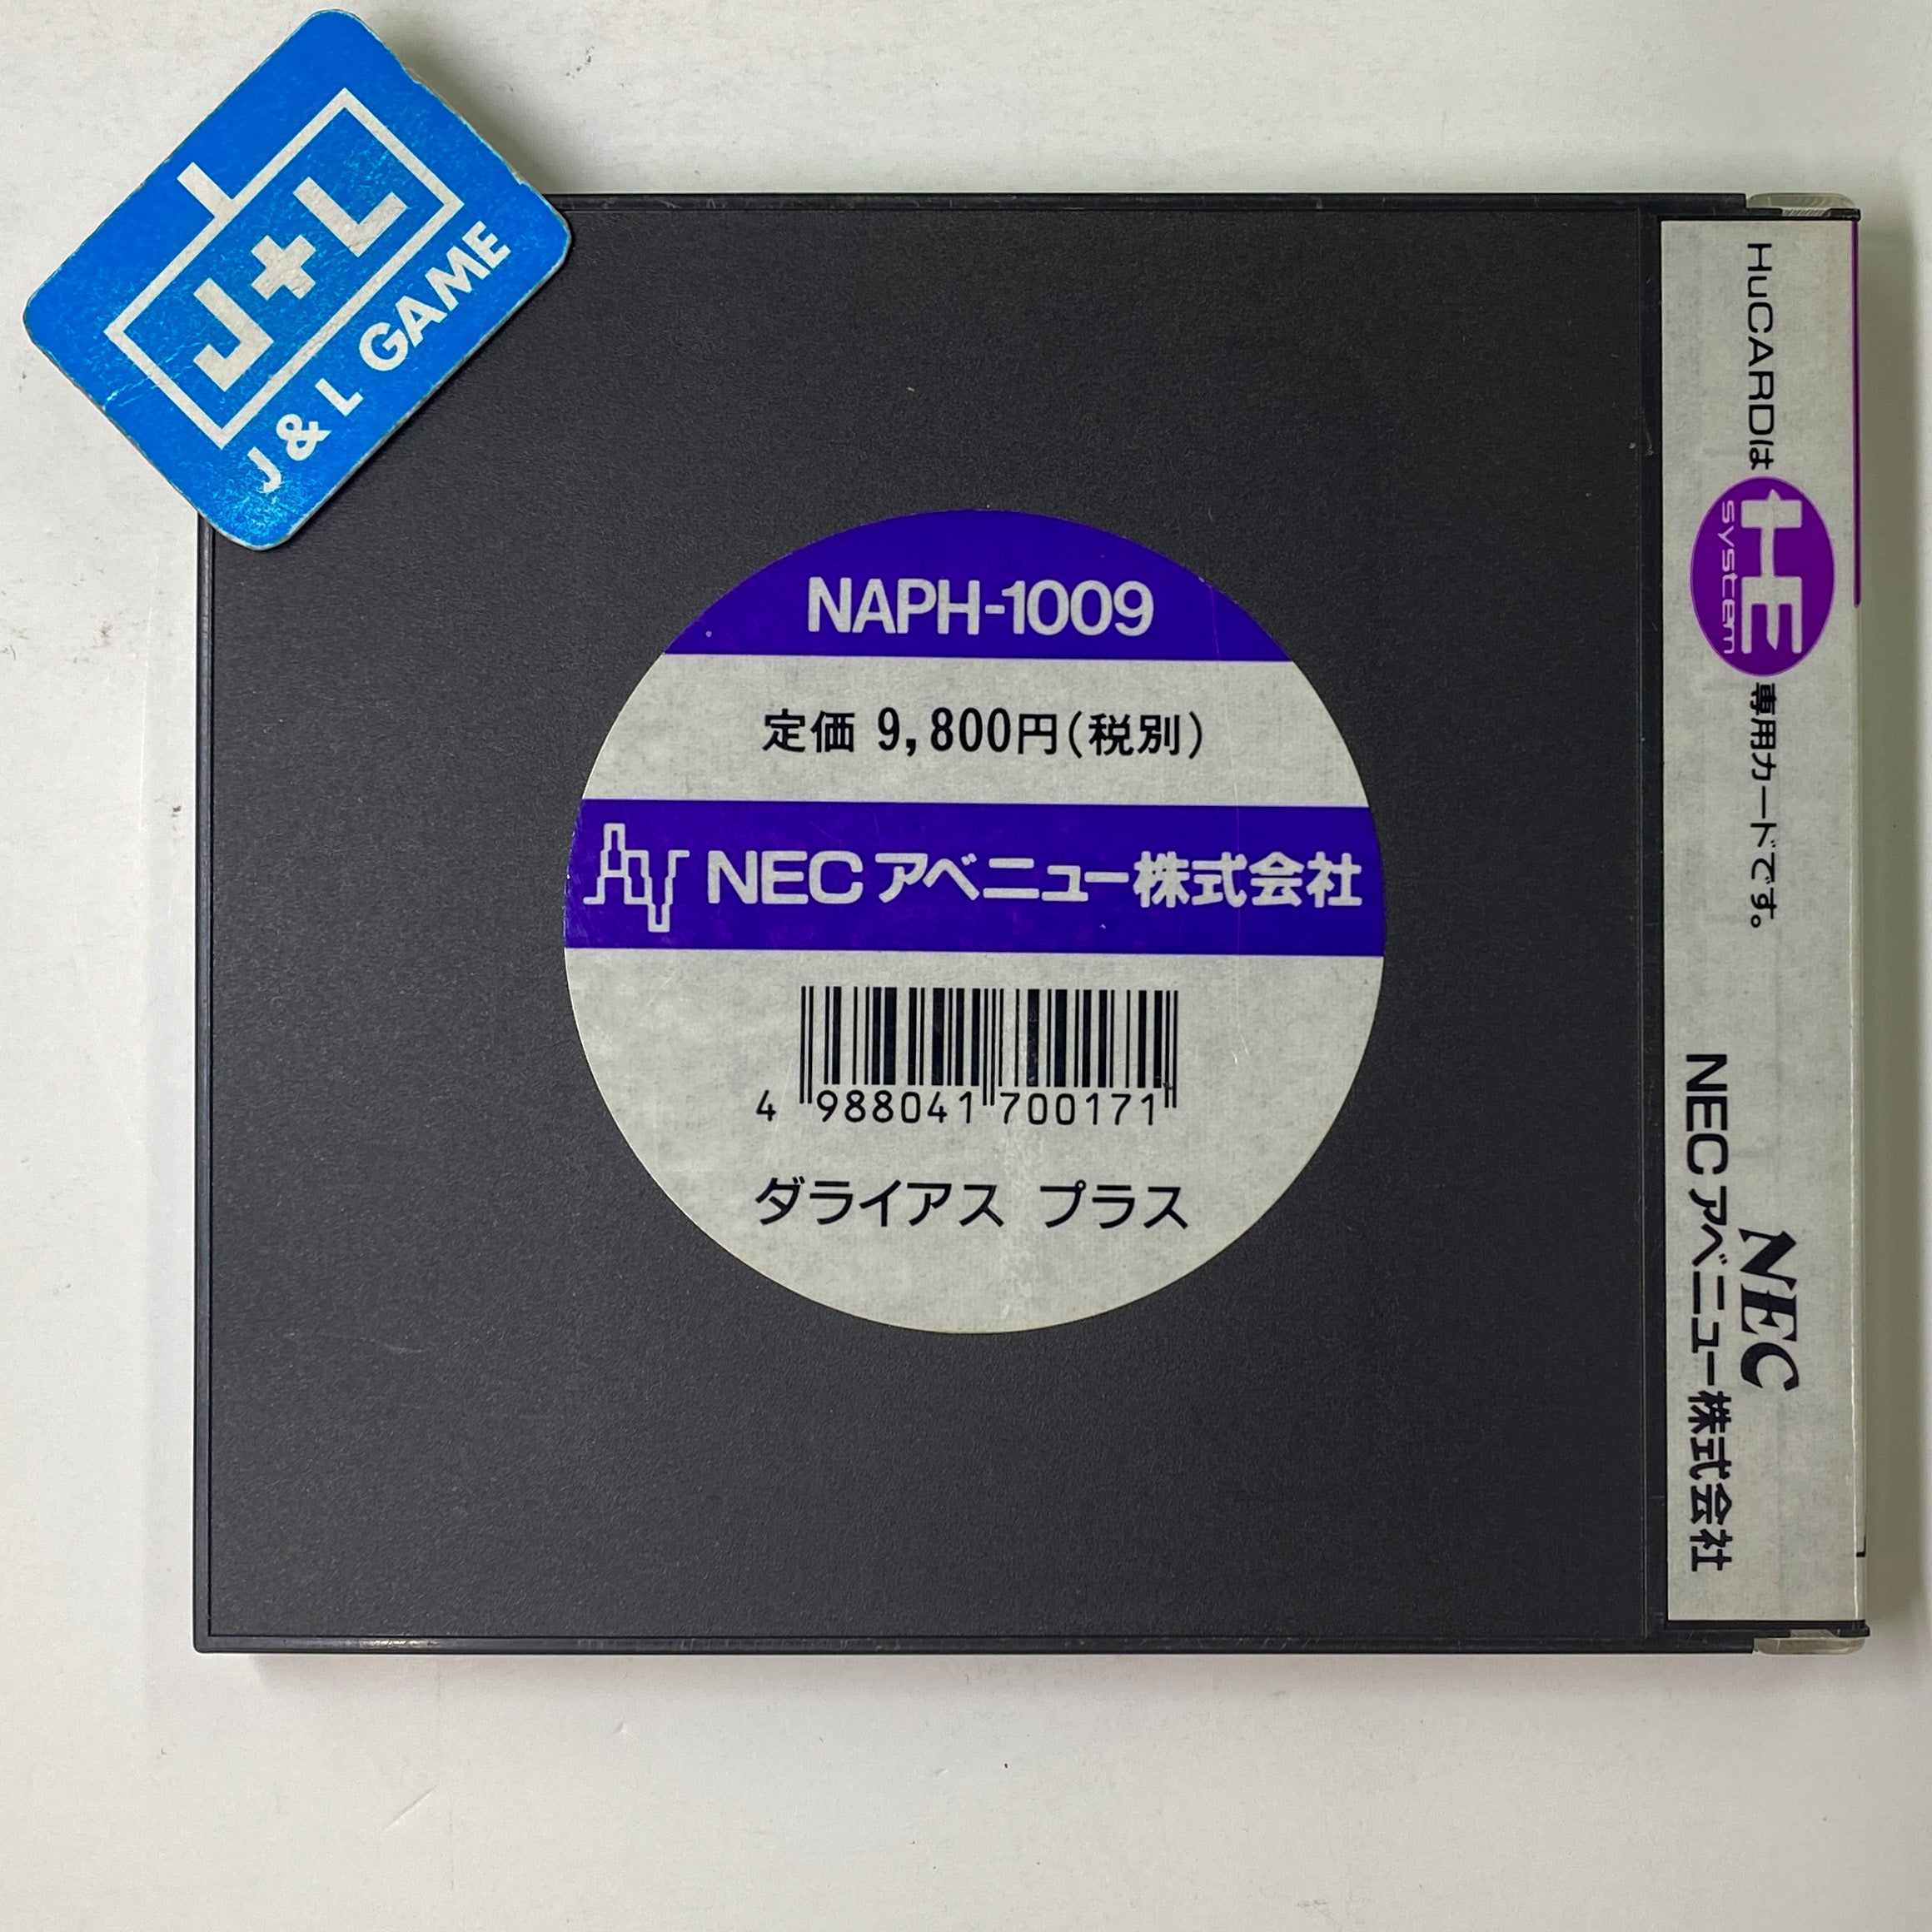 J+L
J & L GAME
NAPH-1009
定価 9,800円(税別)
NECアベニュー株式会社
4 988041 700171
ダライアス プラス
HuCARDは HE system 専用カードです。
NEC
NECアベニュー株式会社